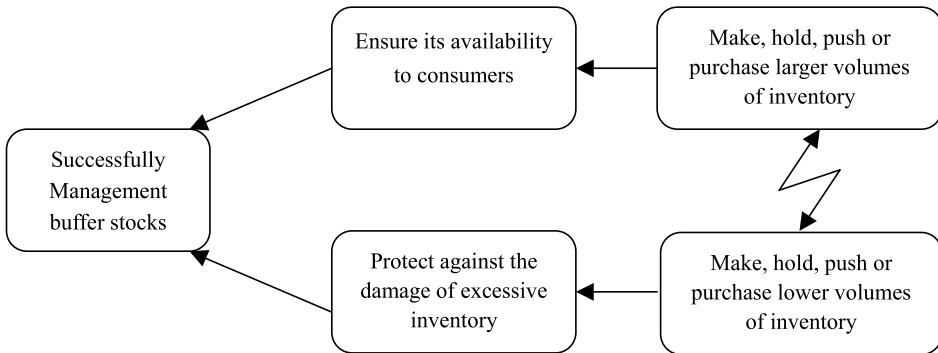 Ensure its availability
to consumers
Make, hold, push or
purchase larger volumes
of inventory
Successfully
Management
buffer stocks
Protect against the
damage of excessive
inventory
Make, hold, push or
purchase lower volumes
of inventory